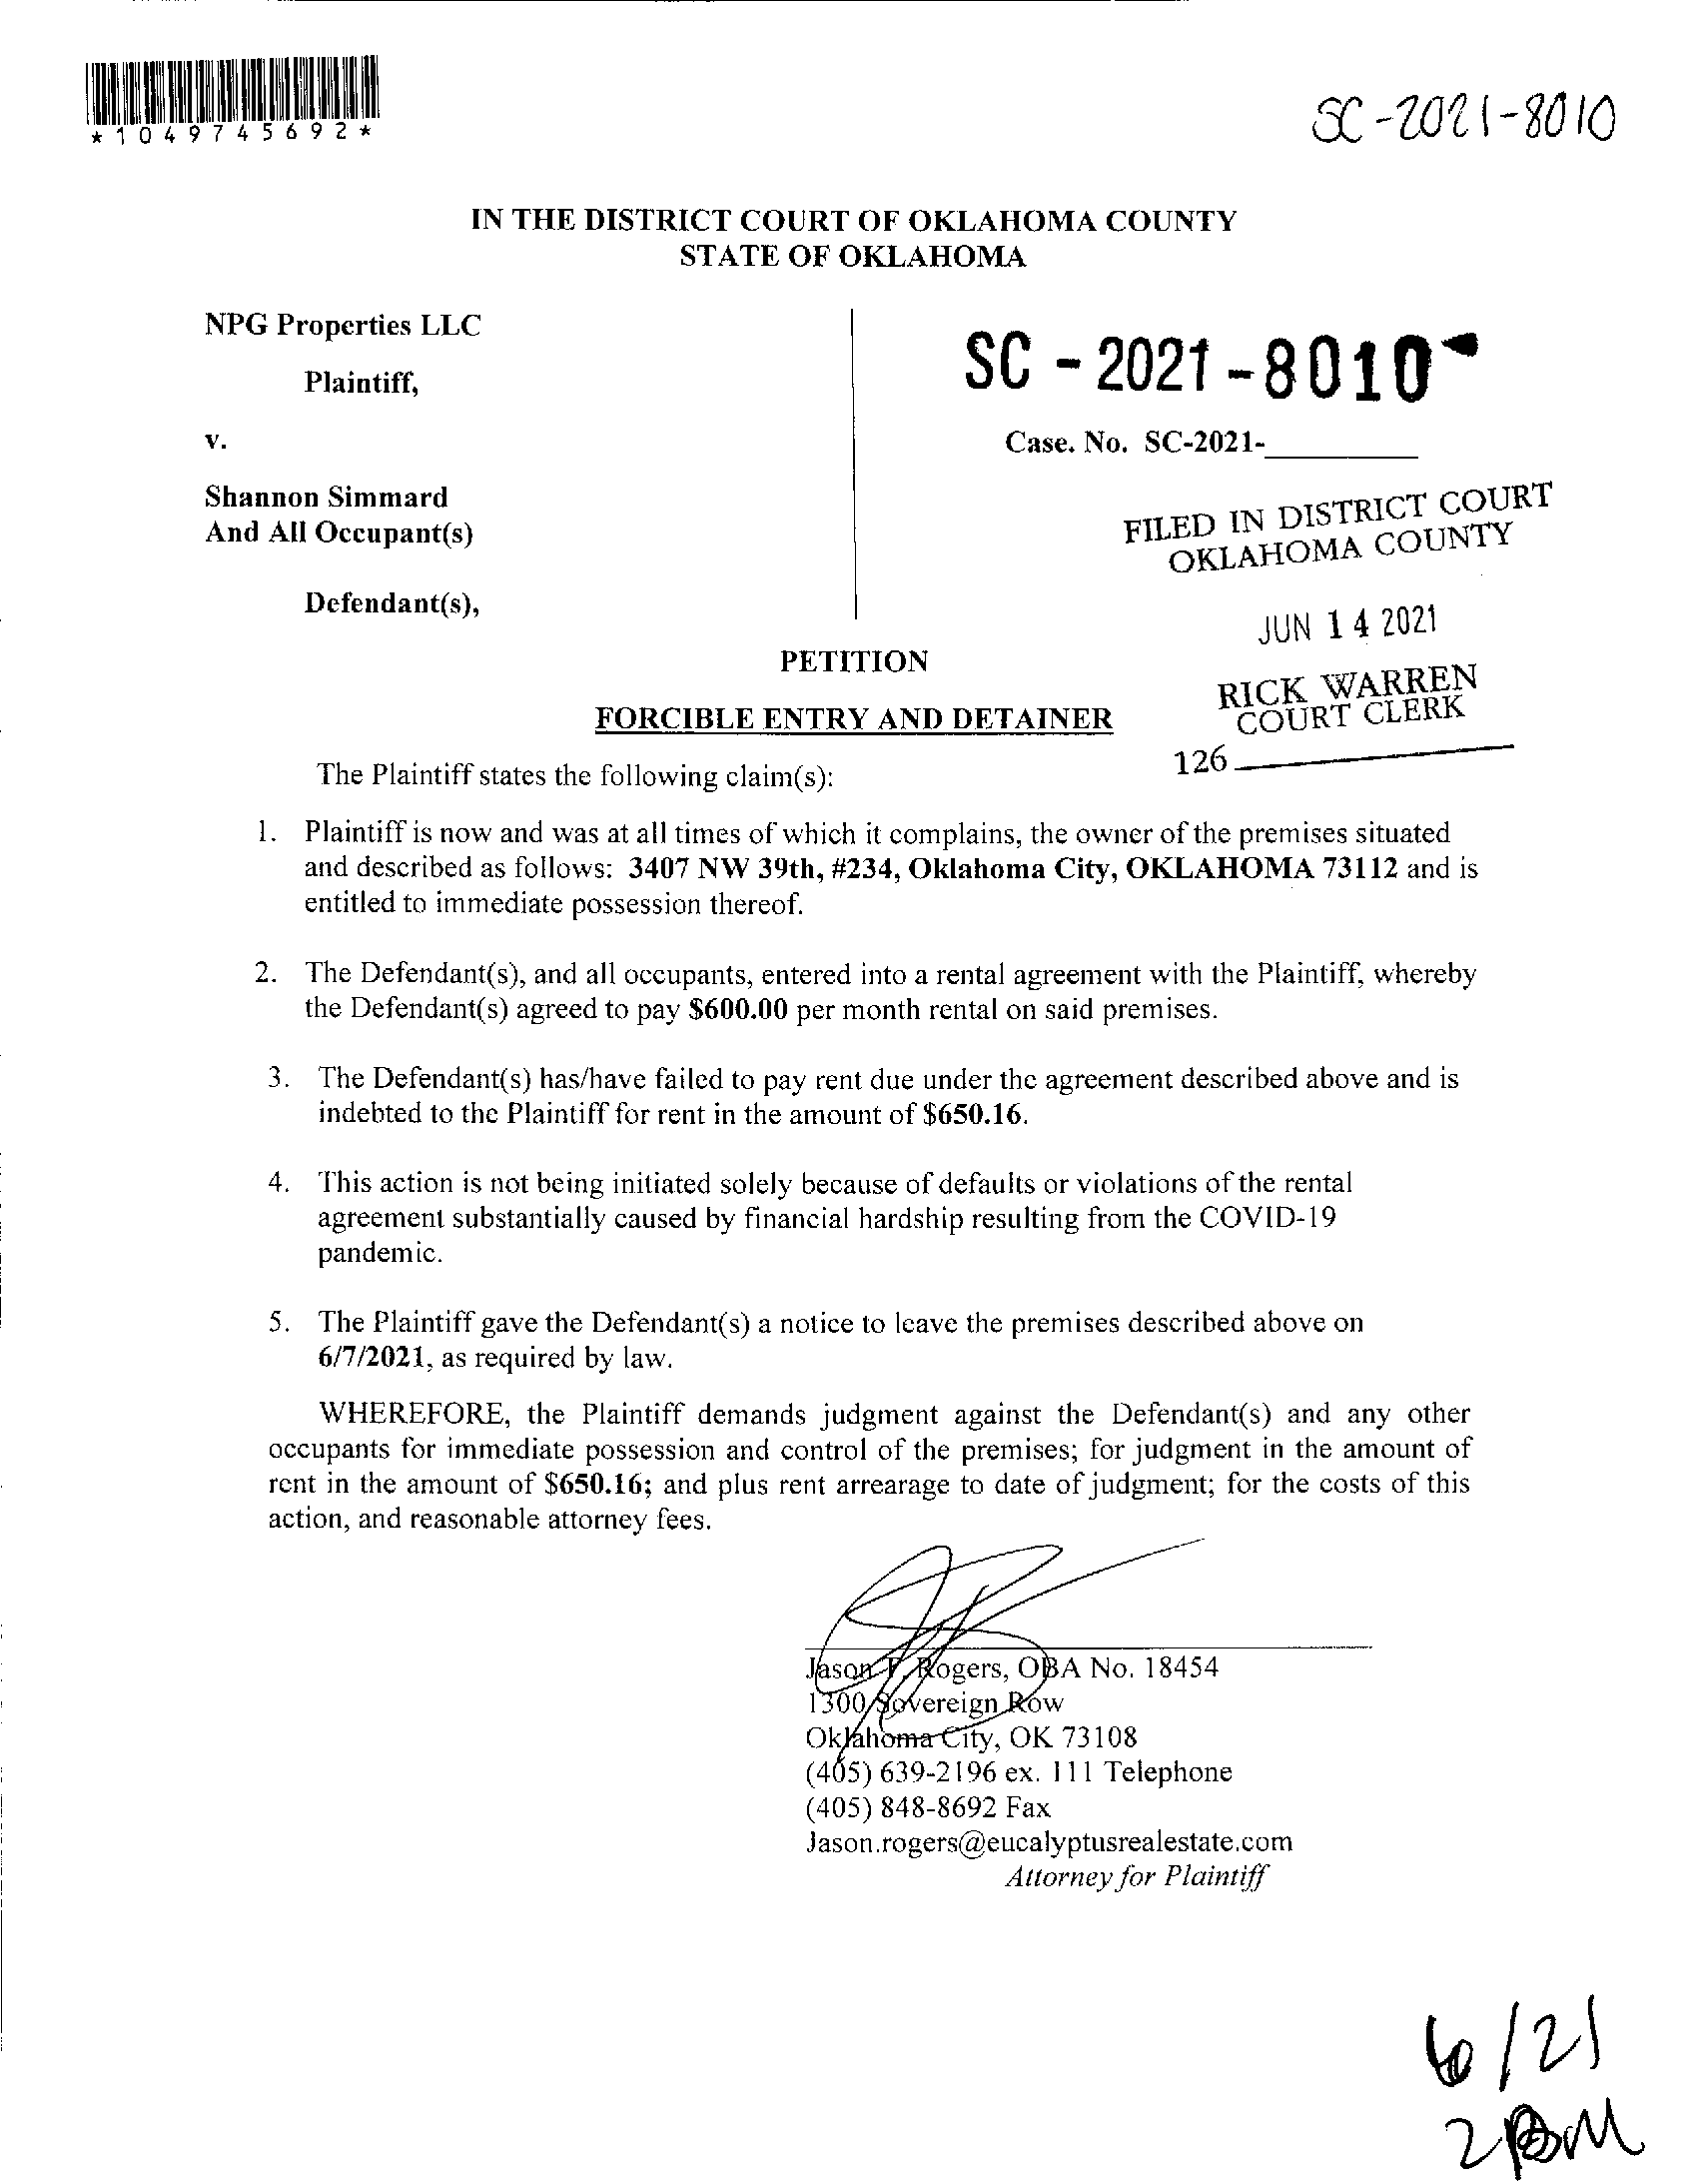 *1049745692*
SC-2021-8010
IN THE DISTRICT COURT OF OKLAHOMA COUNTY
STATE OF OKLAHOMA
NPG Properties LLC
Plaintiff,
v.
Shannon Simmard
And All Occupant(s)
Defendant(s),
SC - 2021 - 8010
Case. No. SC-2021-__________
FILED IN DISTRICT COURT
OKLAHOMA COUNTY
JUN 14 2021
RICK WARREN
COURT CLERK
126
PETITION
FORCIBLE ENTRY AND DETAINER
The Plaintiff states the following claim(s):
1. Plaintiff is now and was at all times of which it complains, the owner of the premises situated
and described as follows: 3407 NW 39th, #234, Oklahoma City, OKLAHOMA 73112 and is
entitled to immediate possession thereof.
2. The Defendant(s), and all occupants, entered into a rental agreement with the Plaintiff, whereby
the Defendant(s) agreed to pay $600.00 per month rental on said premises.
3. The Defendant(s) has/have failed to pay rent due under the agreement described above and is
indebted to the Plaintiff for rent in the amount of $650.16.
4. This action is not being initiated solely because of defaults or violations of the rental
agreement substantially caused by financial hardship resulting from the COVID-19
pandemic.
5. The Plaintiff gave the Defendant(s) a notice to leave the premises described above on
6/7/2021, as required by law.
WHEREFORE, the Plaintiff demands judgment against the Defendant(s) and any other
occupants for immediate possession and control of the premises; for judgment in the amount of
rent in the amount of $650.16; and plus rent arrearage to date of judgment; for the costs of this
action, and reasonable attorney fees.
Jason Rogers, OBA No. 18454
1300 Sovereign Row
Oklahoma City, OK 73108
(405) 639-2196 ex. 111 Telephone
(405) 848-8692 Fax
Jason.rogers@eucalyptusrealestate.com
Attorney for Plaintiff
6/21